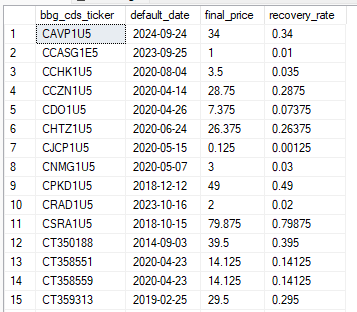 bbg_cds_ticker default_date final_price recovery_rate
1 CAVP1U5 2024-09-24 34 0.34
2 CCASG1E5 2023-09-25 1 0.01
3 CCHK1U5 2020-08-04 3.5 0.035
4 CCZN1U5 2020-04-14 28.75 0.2875
5 CDO1U5 2020-04-26 7.375 0.07375
6 CHTZ1U5 2020-06-24 26.375 0.26375
7 CJCP1U5 2020-05-15 0.125 0.00125
8 CNMG1U5 2020-05-07 3 0.03
9 CPKD1U5 2018-12-12 49 0.49
10 CRAD1U5 2023-10-16 2 0.02
11 CSRA1U5 2018-10-15 79.875 0.79875
12 CT350188 2014-09-03 39.5 0.395
13 CT358551 2020-04-23 14.125 0.14125
14 CT358559 2020-04-23 14.125 0.14125
15 CT359313 2019-02-25 29.5 0.295